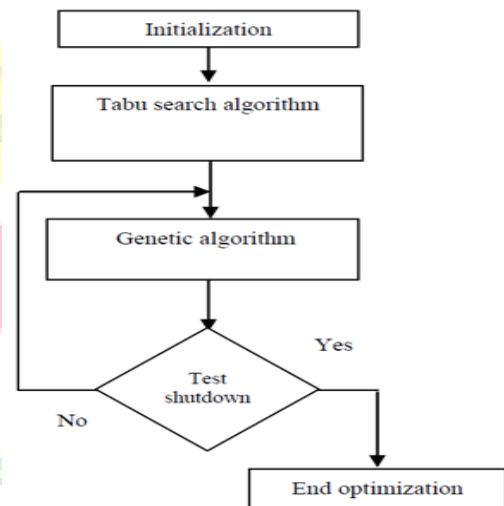 Initialization
Tabu search algorithm
Genetic algorithm
Yes
Test
shutdown
No
End optimization